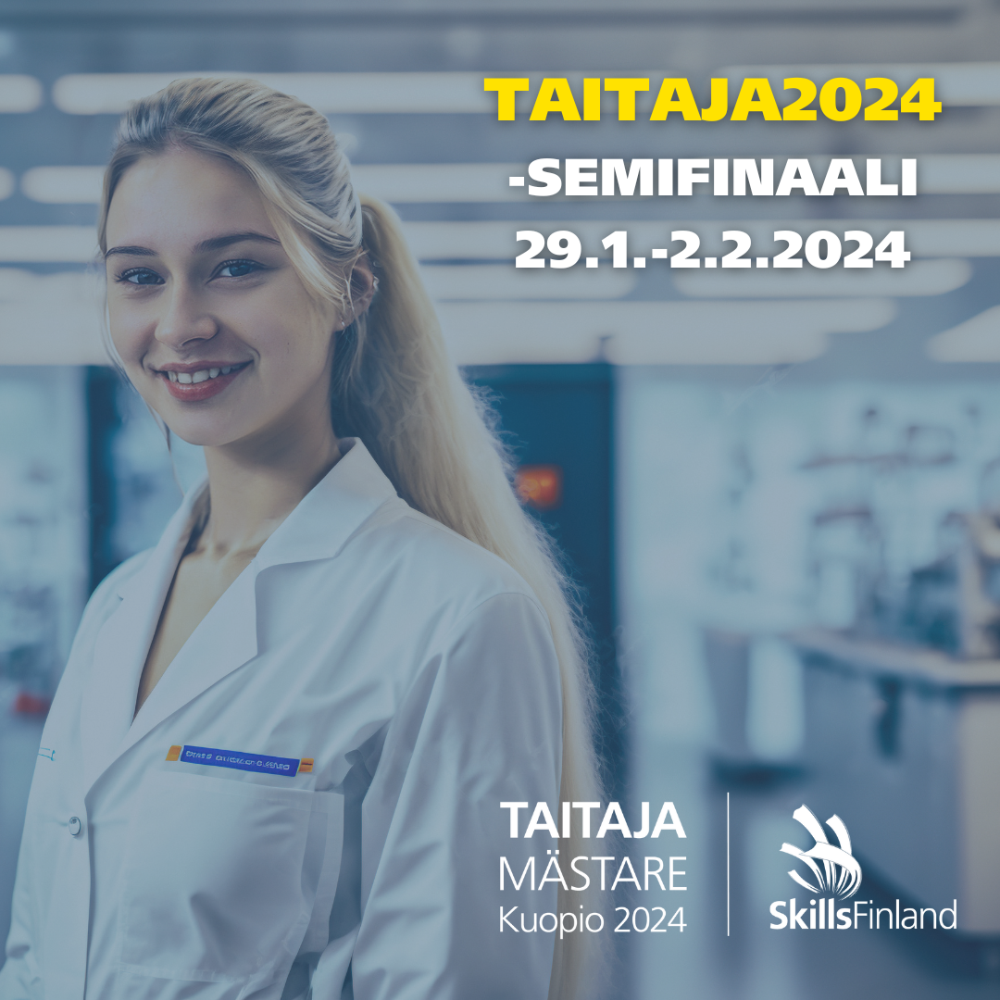 TAITAJA2024
-SEMIFINAALI
29.1.-2.2.2024
TAITAJA
MÄSTARE
Kuopio 2024
SkillsFinland